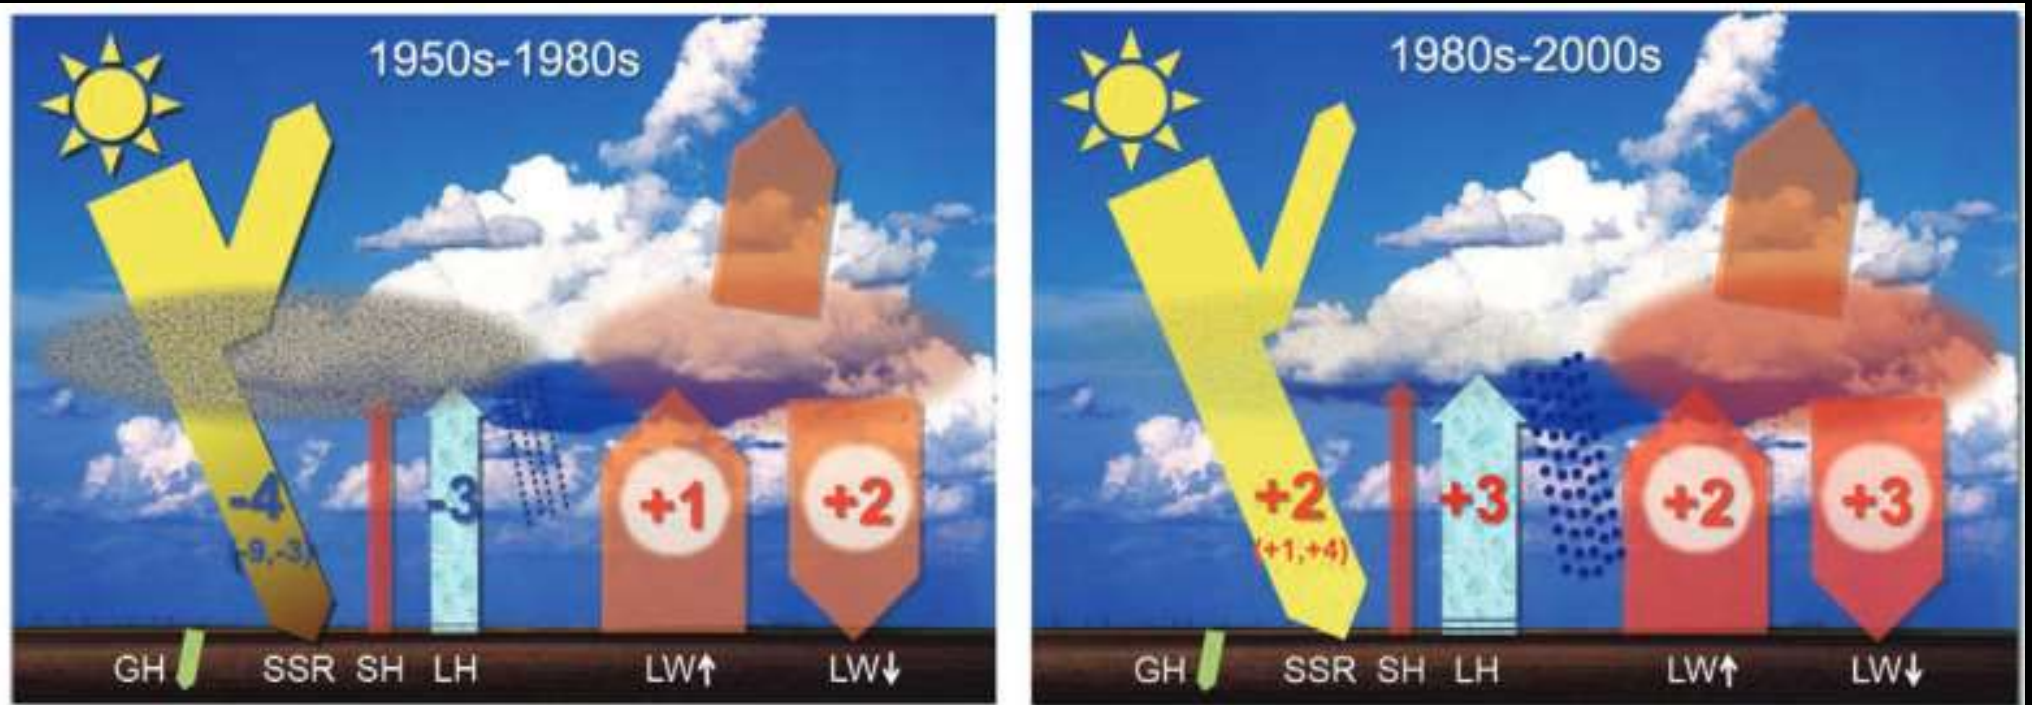 1950s-1980s
-4
(-9,-3)
-3
+1
+2
GH SSR SH LH LW↑ LW↓
1980s-2000s
+2
(+1,+4)
+3
+2
+3
GH SSR SH LH LW↑ LW↓